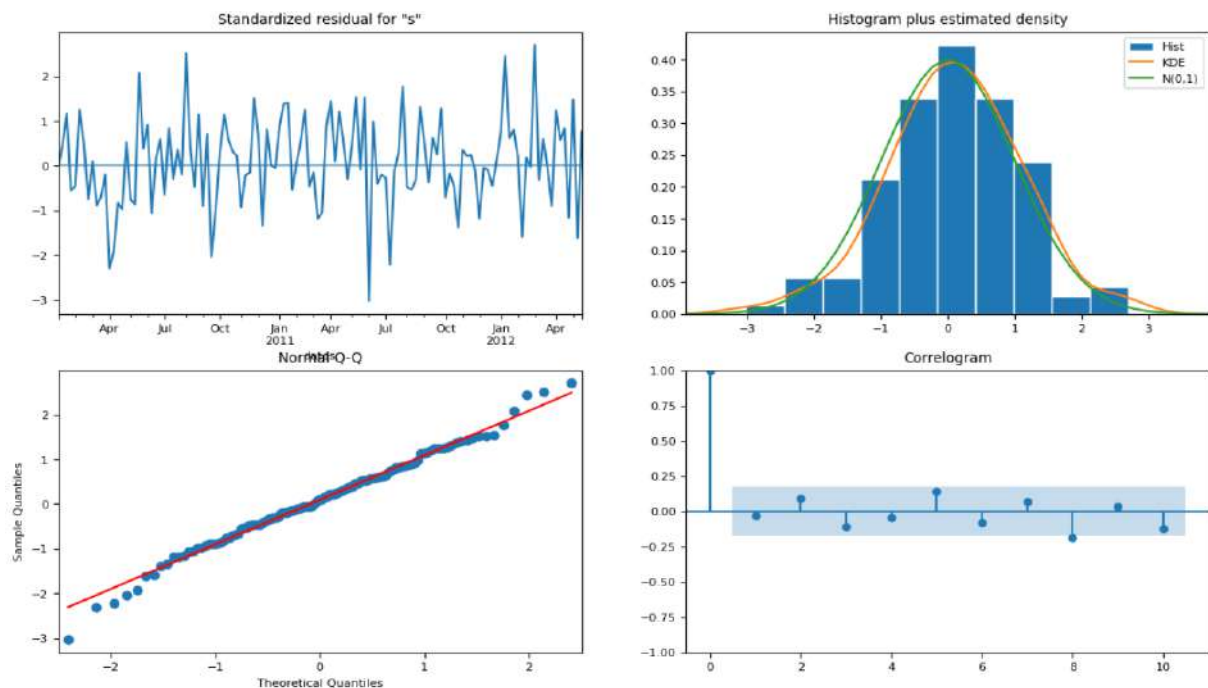 Standardized residual for "s"
2
1
0
−1
−2
−3
Apr
Jul
Oct
Jan
2011
Apr
Jul
Oct
Jan
2012
Apr
Histogram plus estimated density
Hist
KDE
N(0,1)
0.40
0.35
0.30
0.25
0.20
0.15
0.10
0.05
0.00
−3
−2
−1
0
1
2
3
Normal Q-Q
Sample Quantiles
2
1
0
−1
−2
−3
−2
−1
0
1
2
Theoretical Quantiles
Correlogram
1.00
0.75
0.50
0.25
0.00
−0.25
−0.50
−0.75
−1.00
0
2
4
6
8
10